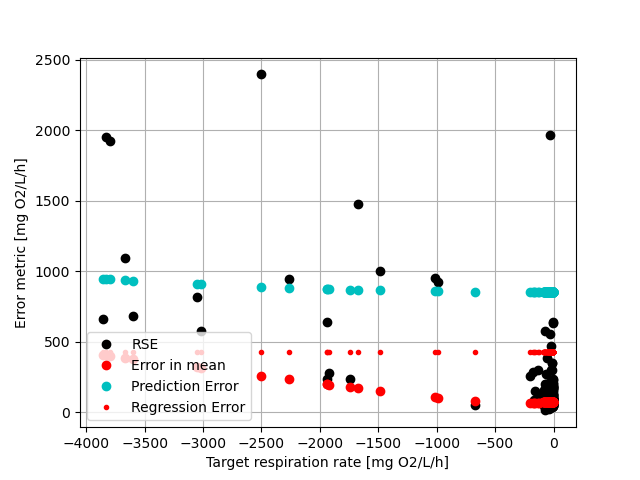 2500
2000
1500
1000
500
0
Error metric [mg O2/L/h]
RSE
Error in mean
Prediction Error
Regression Error
−4000 −3500 −3000 −2500 −2000 −1500 −1000 −500 0
Target respiration rate [mg O2/L/h]